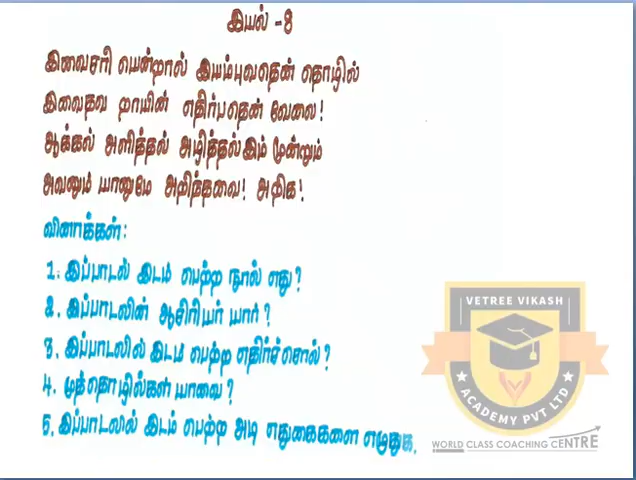 இயல் - 8
இவைசரி யென்றால் இயம்புவதென் தொழில்
இவைதவ றாயின் எதிர்ப்பதென் வேலை!
ஆக்கல் அளித்தல் அழித்தல்இம் மூன்றும்
அவனும் யானுமே அறிந்தவை! அறிக!
வினாக்கள்:
1. இப்பாடல் இடம் பெற்ற நூல் எது?
2. இப்பாடலின் ஆசிரியர் யார்?
3. இப்பாடலில் இடம் பெற்ற எதிர்ச்சொல்?
4. முத்தொழில்கள் யாவை?
5. இப்பாடலில் இடம் பெற்ற அடி எதுகைகளை எழுதுக.
VETREE VIKASH
ACADEMY PVT LTD
WORLD CLASS COACHING CENTRE